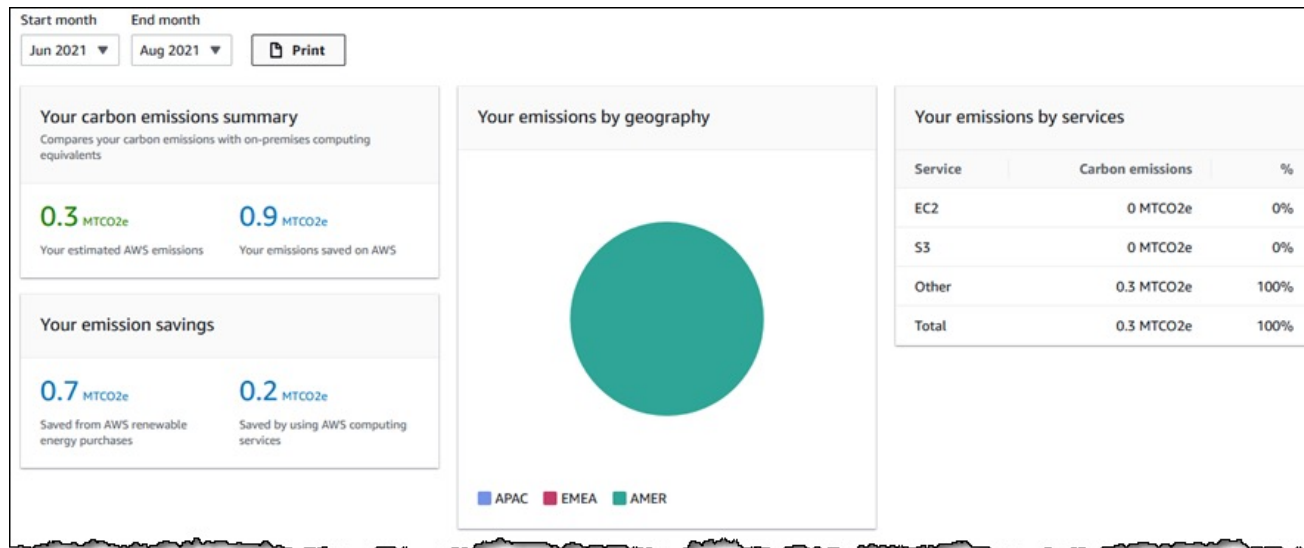 Start month End month
Jun 2021 ▼ Aug 2021 ▼ Print
Your carbon emissions summary
Compares your carbon emissions with on-premises computing
equivalents
0.3 MTCO2e 0.9 MTCO2e
Your estimated AWS emissions Your emissions saved on AWS
Your emission savings
0.7 MTCO2e 0.2 MTCO2e
Saved from AWS renewable
energy purchases
Saved by using AWS computing
services
Your emissions by geography
APAC EMEA AMER
Your emissions by services
Service Carbon emissions %
EC2 0 MTCO2e 0%
S3 0 MTCO2e 0%
Other 0.3 MTCO2e 100%
Total 0.3 MTCO2e 100%